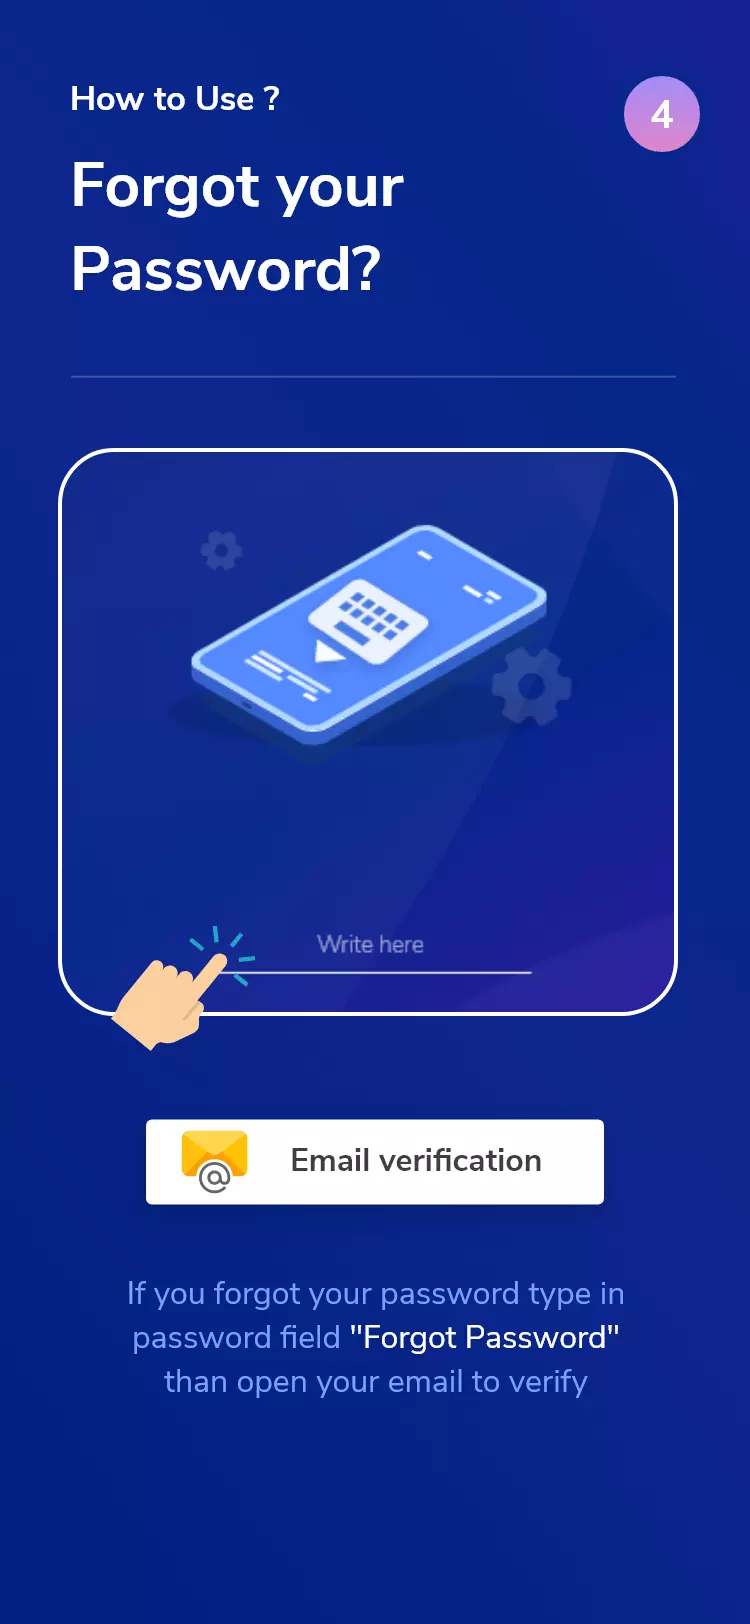 How to Use ?
4
Forgot your
Password?
Write here
Email verification
If you forgot your password type in
password field "Forgot Password"
than open your email to verify